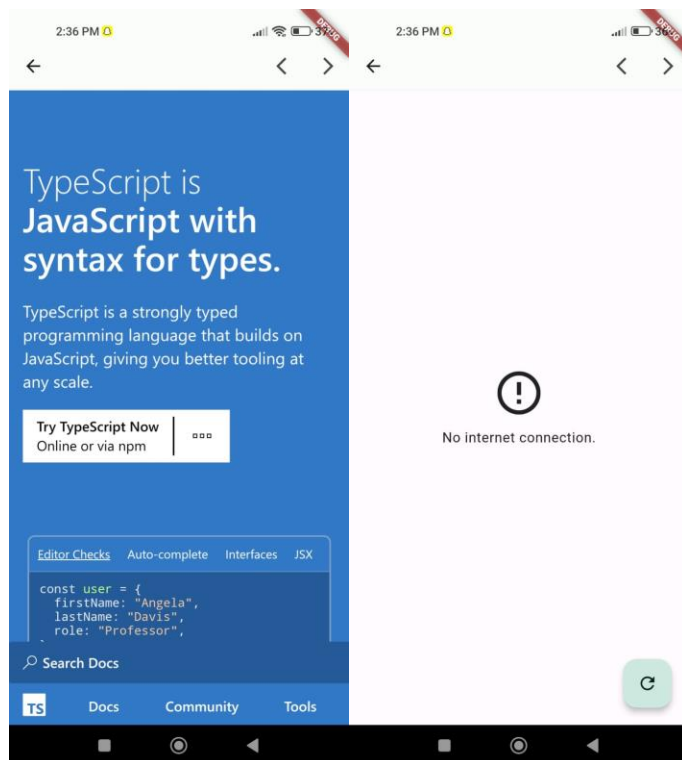 2:36 PM
DEBUG
TypeScript is
JavaScript with
syntax for types.
TypeScript is a strongly typed
programming language that builds on
JavaScript, giving you better tooling at
any scale.
Try TypeScript Now
Online or via npm
Editor Checks Auto-complete Interfaces JSX
const user = {
firstName: "Angela",
lastName: "Davis",
role: "Professor",
Search Docs
TS Docs Community Tools
2:36 PM
DEBUG
No internet connection.